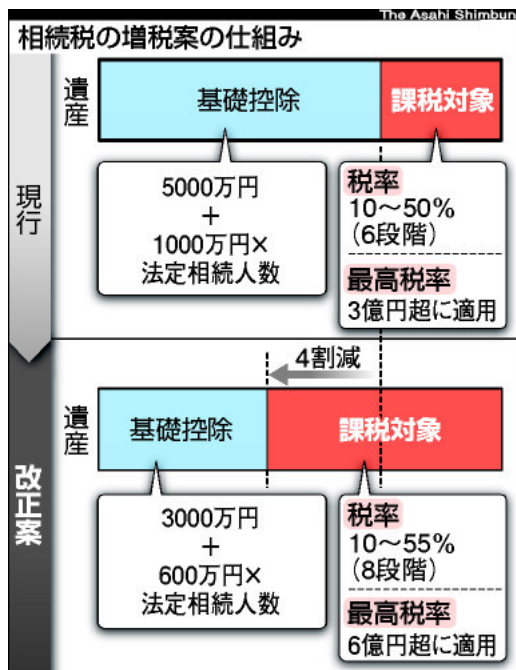 The Asahi Shimbun
相続税の増税案の仕組み
現行
遺産
基礎控除
課税対象
5000万円
＋
1000万円×
法定相続人数
税率
10〜50%
(6段階)
最高税率
3億円超に適用
4割減
改正案
遺産
基礎控除
課税対象
3000万円
＋
600万円×
法定相続人数
税率
10〜55%
(8段階)
最高税率
6億円超に適用